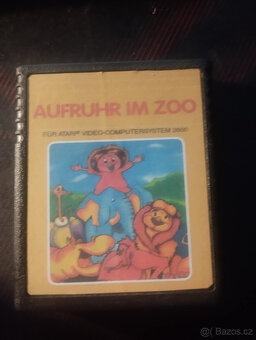 AUFRUHR IM ZOO
FÜR ATARI® VIDEO-COMPUTERSYSTEM 2600
Bazos.cz